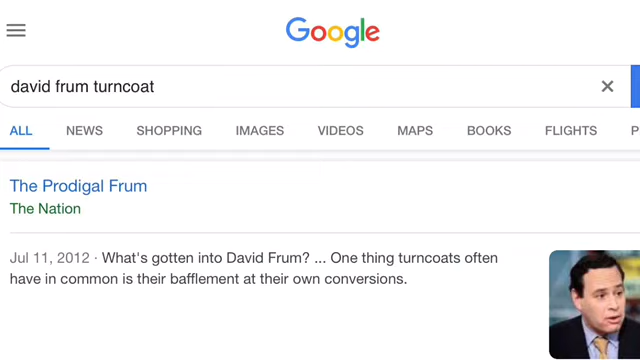 Google
david frum turncoat
ALL NEWS SHOPPING IMAGES VIDEOS MAPS BOOKS FLIGHTS P
The Prodigal Frum
The Nation
Jul 11, 2012 · What's gotten into David Frum? ... One thing turncoats often
have in common is their bafflement at their own conversions.